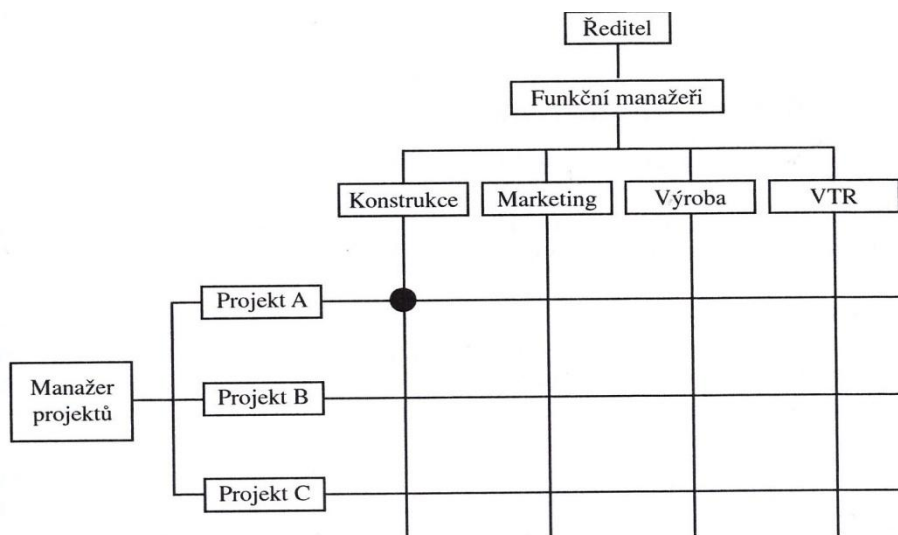 Ředitel
Funkční manažeři
Konstrukce
Marketing
Výroba
VTR
Projekt A
Projekt B
Manažer
projektů
Projekt C